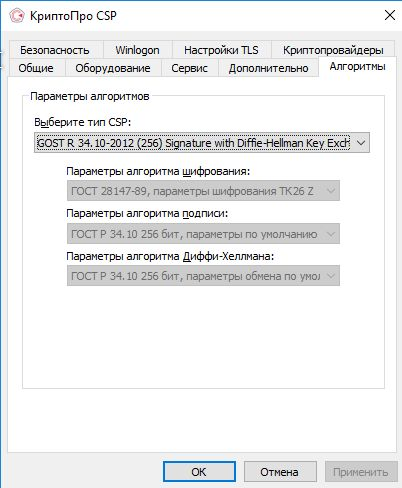 КриптоПро CSP
Безопасность Winlogon Настройки TLS Криптопровайдеры
Общие Оборудование Сервис Дополнительно Алгоритмы
Параметры алгоритмов
Выберите тип CSP:
GOST R 34.10-2012 (256) Signature with Diffie-Hellman Key Exch
Параметры алгоритма шифрования:
ГОСТ 28147-89, параметры шифрования ТК26 Z
Параметры алгоритма подписи:
ГОСТ Р 34.10 256 бит, параметры по умолчанию
Параметры алгоритма Диффи-Хеллмана:
ГОСТ Р 34.10 256 бит, параметры обмена по умол
ОК Отмена Применить